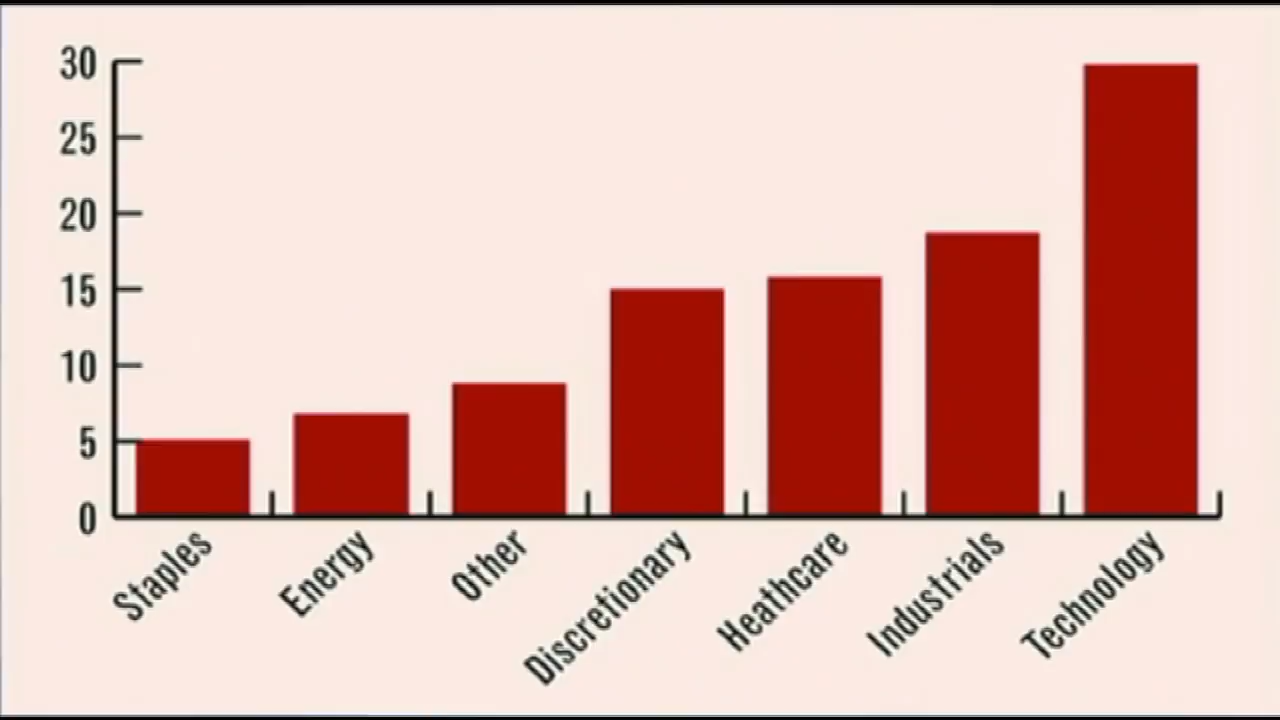 30
25
20
15
10
5
0
Staples
Energy
Other
Discretionary
Heathcare
Industrials
Technology